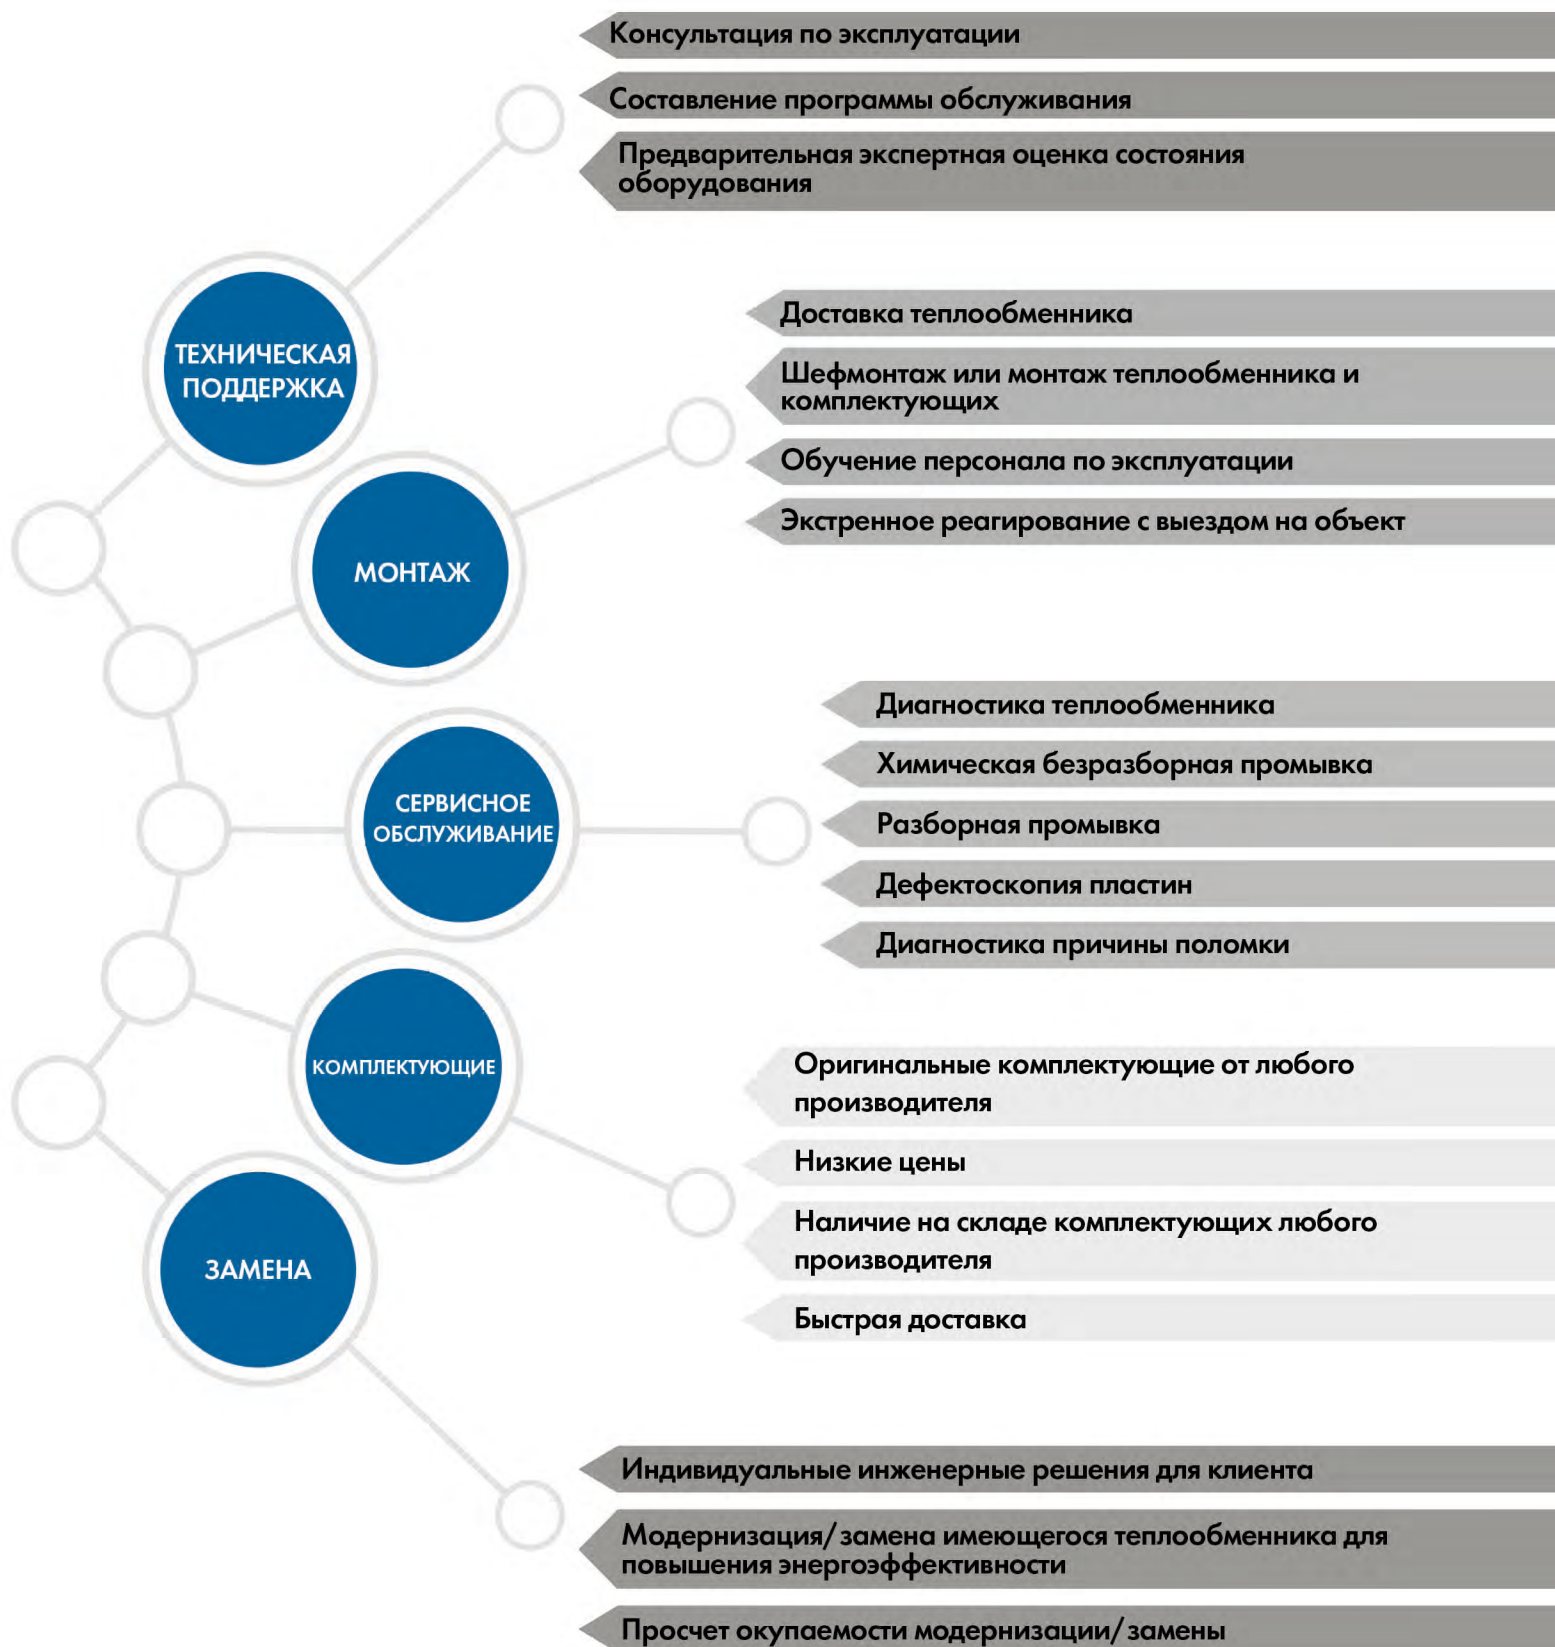 Консультация по эксплуатации
Составление программы обслуживания
Предварительная экспертная оценка состояния
оборудования
ТЕХНИЧЕСКАЯ
ПОДДЕРЖКА
Доставка теплообменника
Шефмонтаж или монтаж теплообменника и
комплектующих
Обучение персонала по эксплуатации
Экстренное реагирование с выездом на объект
МОНТАЖ
Диагностика теплообменника
Химическая безразборная промывка
Разборная промывка
Дефектоскопия пластин
Диагностика причины поломки
СЕРВИСНОЕ
ОБСЛУЖИВАНИЕ
Оригинальные комплектующие от любого
производителя
Низкие цены
Наличие на складе комплектующих любого
производителя
Быстрая доставка
КОМПЛЕКТУЮЩИЕ
ЗАМЕНА
Индивидуальные инженерные решения для клиента
Модернизация/замена имеющегося теплообменника для
повышения энергоэффективности
Просчет окупаемости модернизации/замены